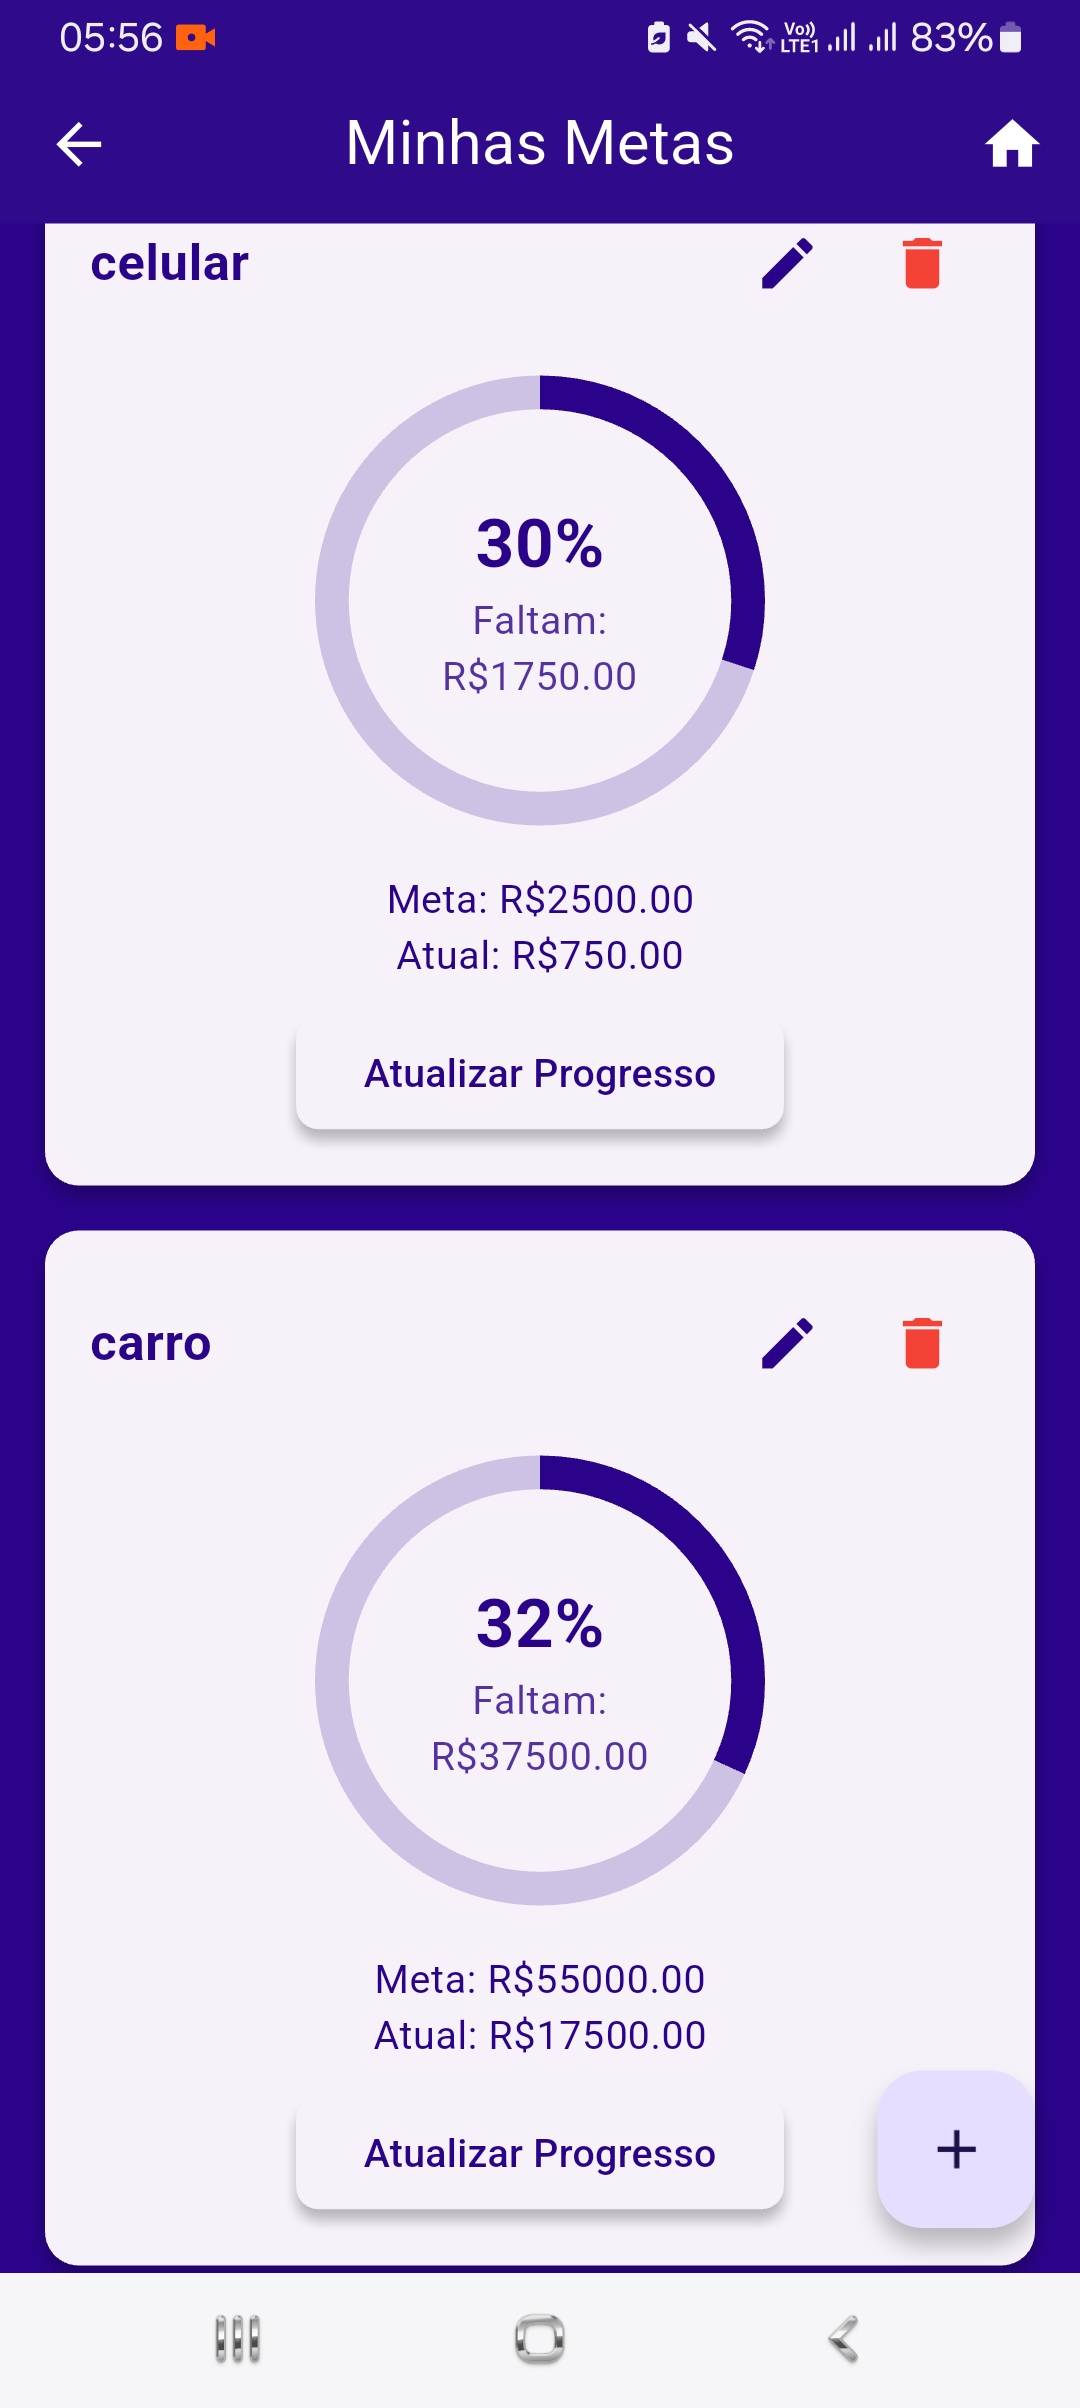 05:56
Vo)) LTE1 83%
Minhas Metas
celular
30%
Faltam:
R$1750.00
Meta: R$2500.00
Atual: R$750.00
Atualizar Progresso
carro
32%
Faltam:
R$37500.00
Meta: R$55000.00
Atual: R$17500.00
Atualizar Progresso